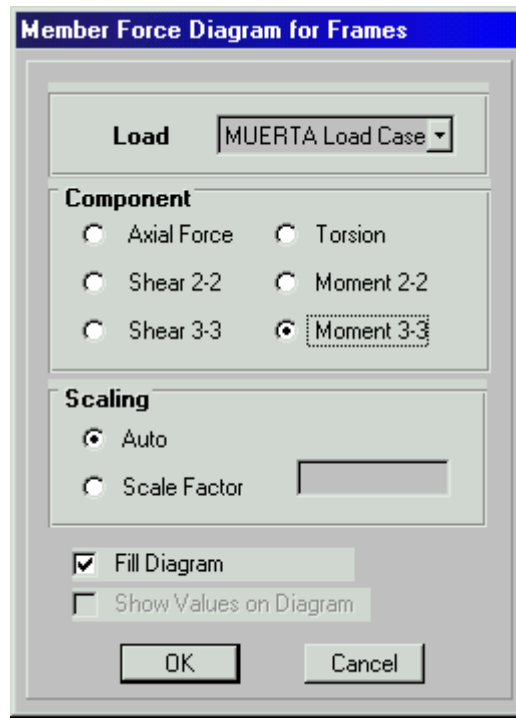 Member Force Diagram for Frames
Load MUERTA Load Case
Component
Axial Force Torsion
Shear 2-2 Moment 2-2
Shear 3-3 Moment 3-3
Scaling
Auto
Scale Factor
Fill Diagram
Show Values on Diagram
OK Cancel